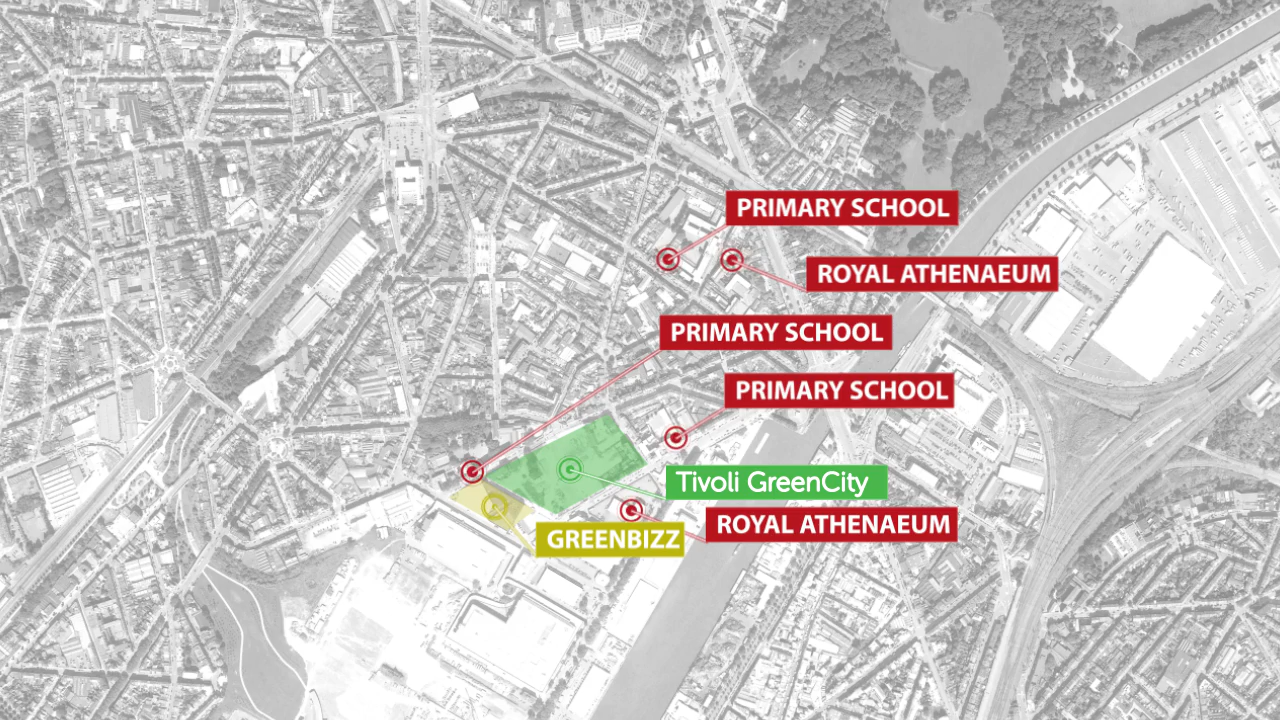 PRIMARY SCHOOL
ROYAL ATHENAEUM
PRIMARY SCHOOL
PRIMARY SCHOOL
Tivoli GreenCity
ROYAL ATHENAEUM
GREENBIZZ